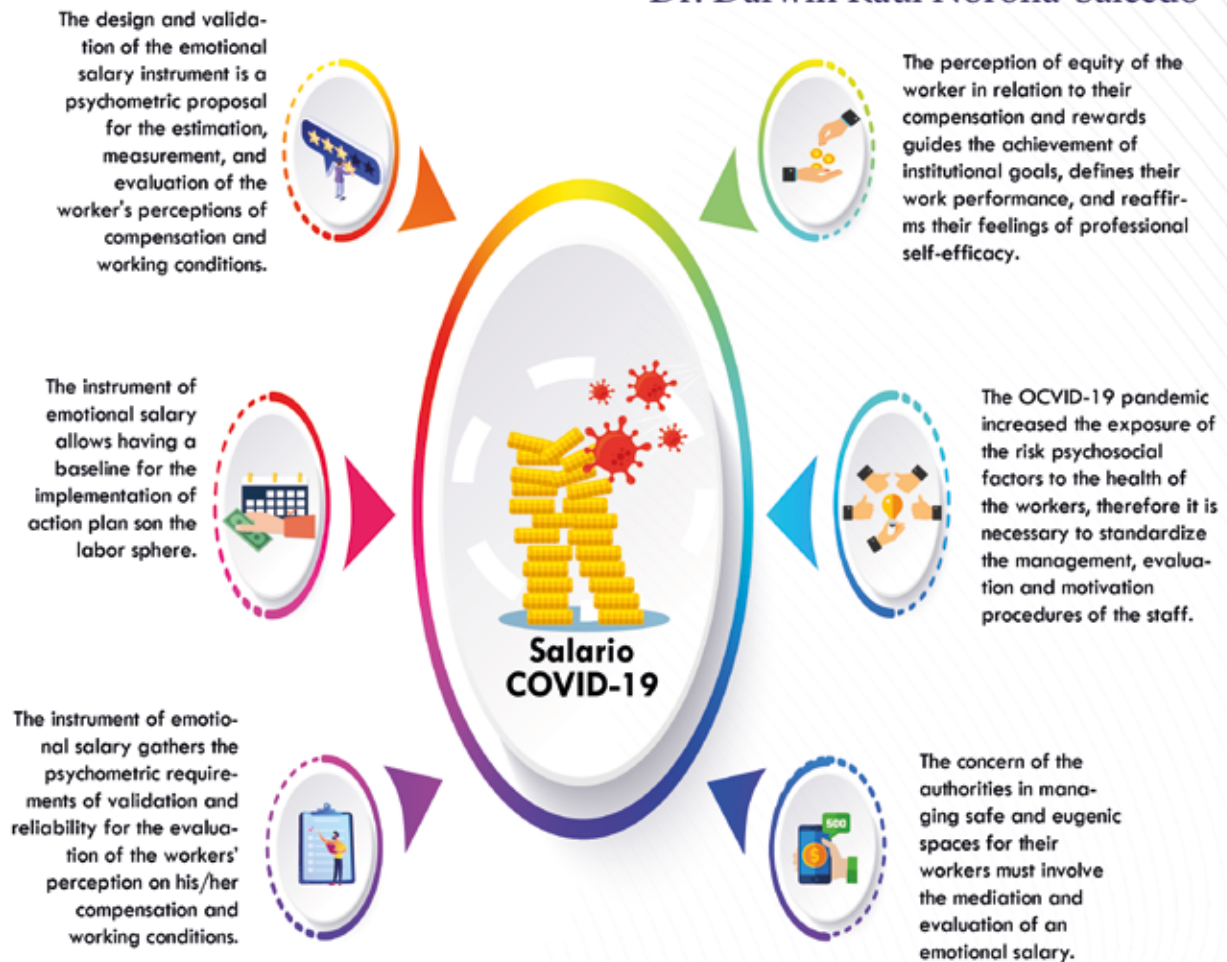 Dr. Darwin Raúl Noroña-Salcedo
The design and valida-
tion of the emotional
salary instrument is a
psychometric proposal
for the estimation,
measurement, and
evaluation of the
worker's perceptions of
compensation and
working conditions.
The perception of equity of the
worker in relation to their
compensation and rewards
guides the achievement of
institutional goals, defines their
work performance, and reaffir-
ms their feelings of professional
self-efficacy.
The instrument of
emotional salary
allows having a
baseline for the
implementation of
action plan son the
labor sphere.
The OCVID-19 pandemic
increased the exposure of
the risk psychosocial
factors to the health of
the workers, therefore it is
necessary to standardize
the management, evalua-
tion and motivation
procedures of the staff.
Salario
COVID-19
The instrument of emotio-
nal salary gathers the
psychometric require-
ments of validation and
reliability for the evalua-
tion of the workers'
perception on his/her
compensation and
working conditions.
500
The concern of the
authorities in mana-
ging safe and eugenic
spaces for their
workers must involve
the mediation and
evaluation of an
emotional salary.